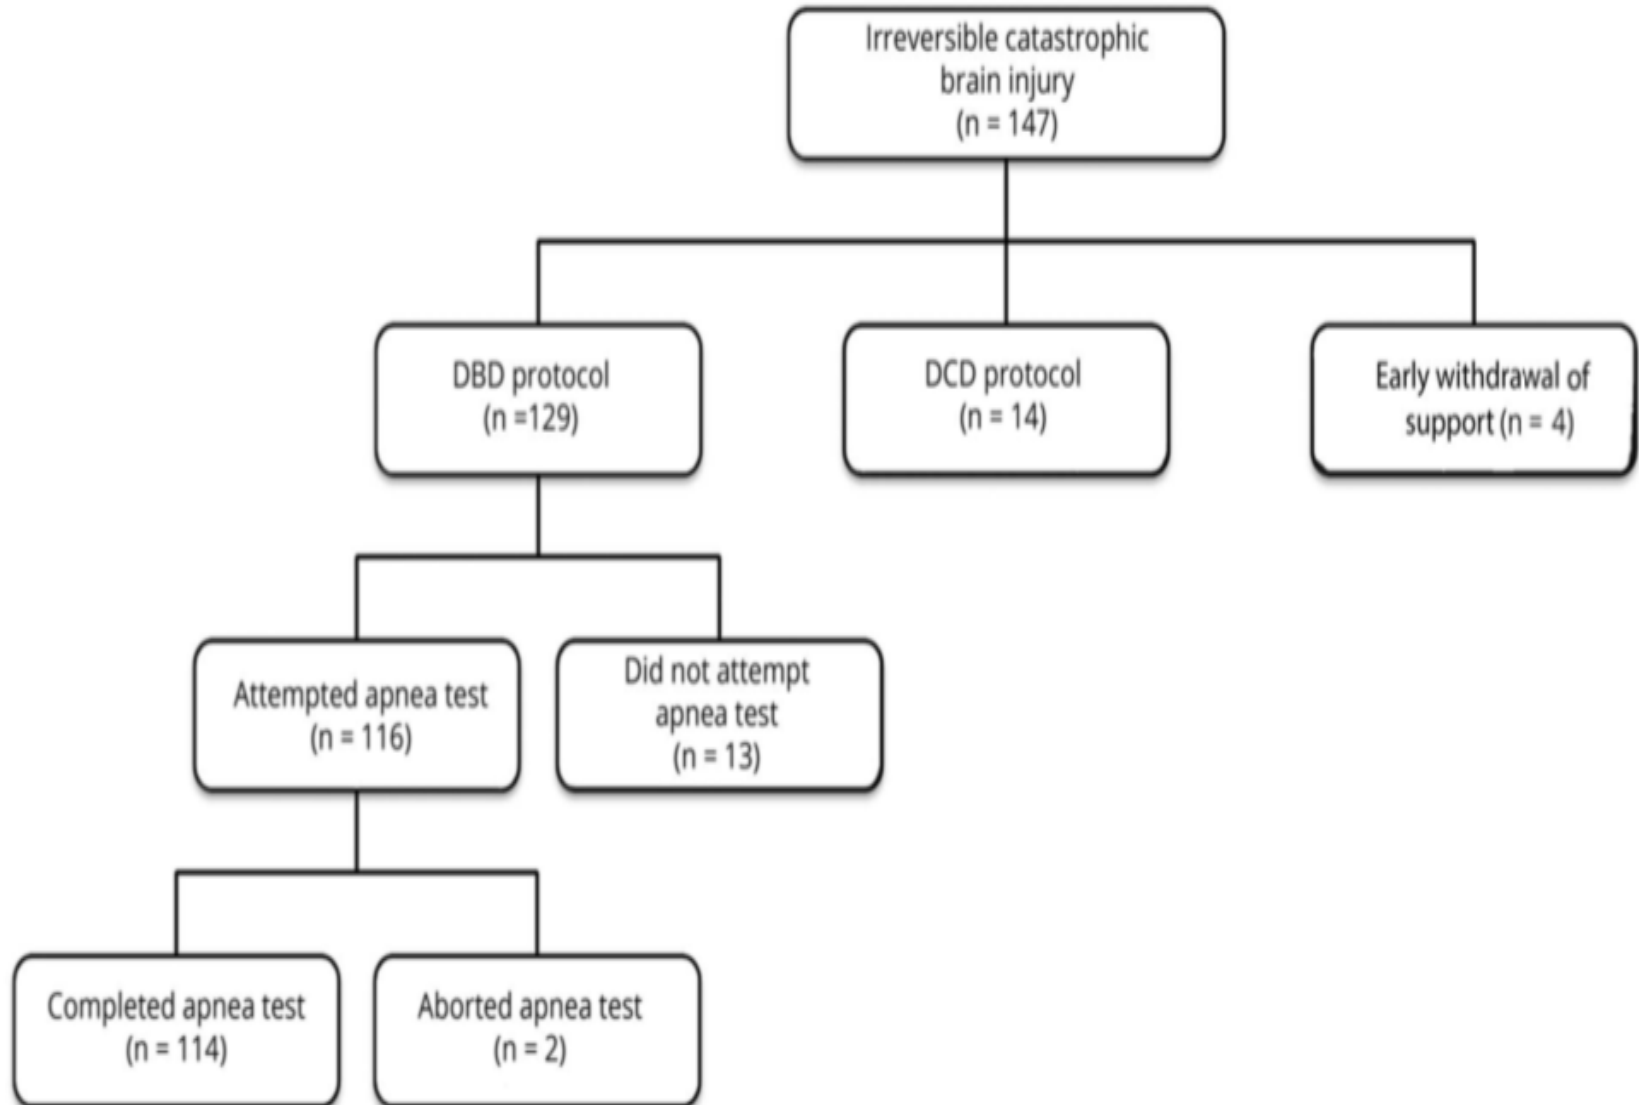 Irreversible catastrophic
brain injury
(n = 147)
DBD protocol
(n =129)
DCD protocol
(n = 14)
Early withdrawal of
support (n = 4)
Attempted apnea test
(n = 116)
Did not attempt
apnea test
(n = 13)
Completed apnea test
(n = 114)
Aborted apnea test
(n = 2)